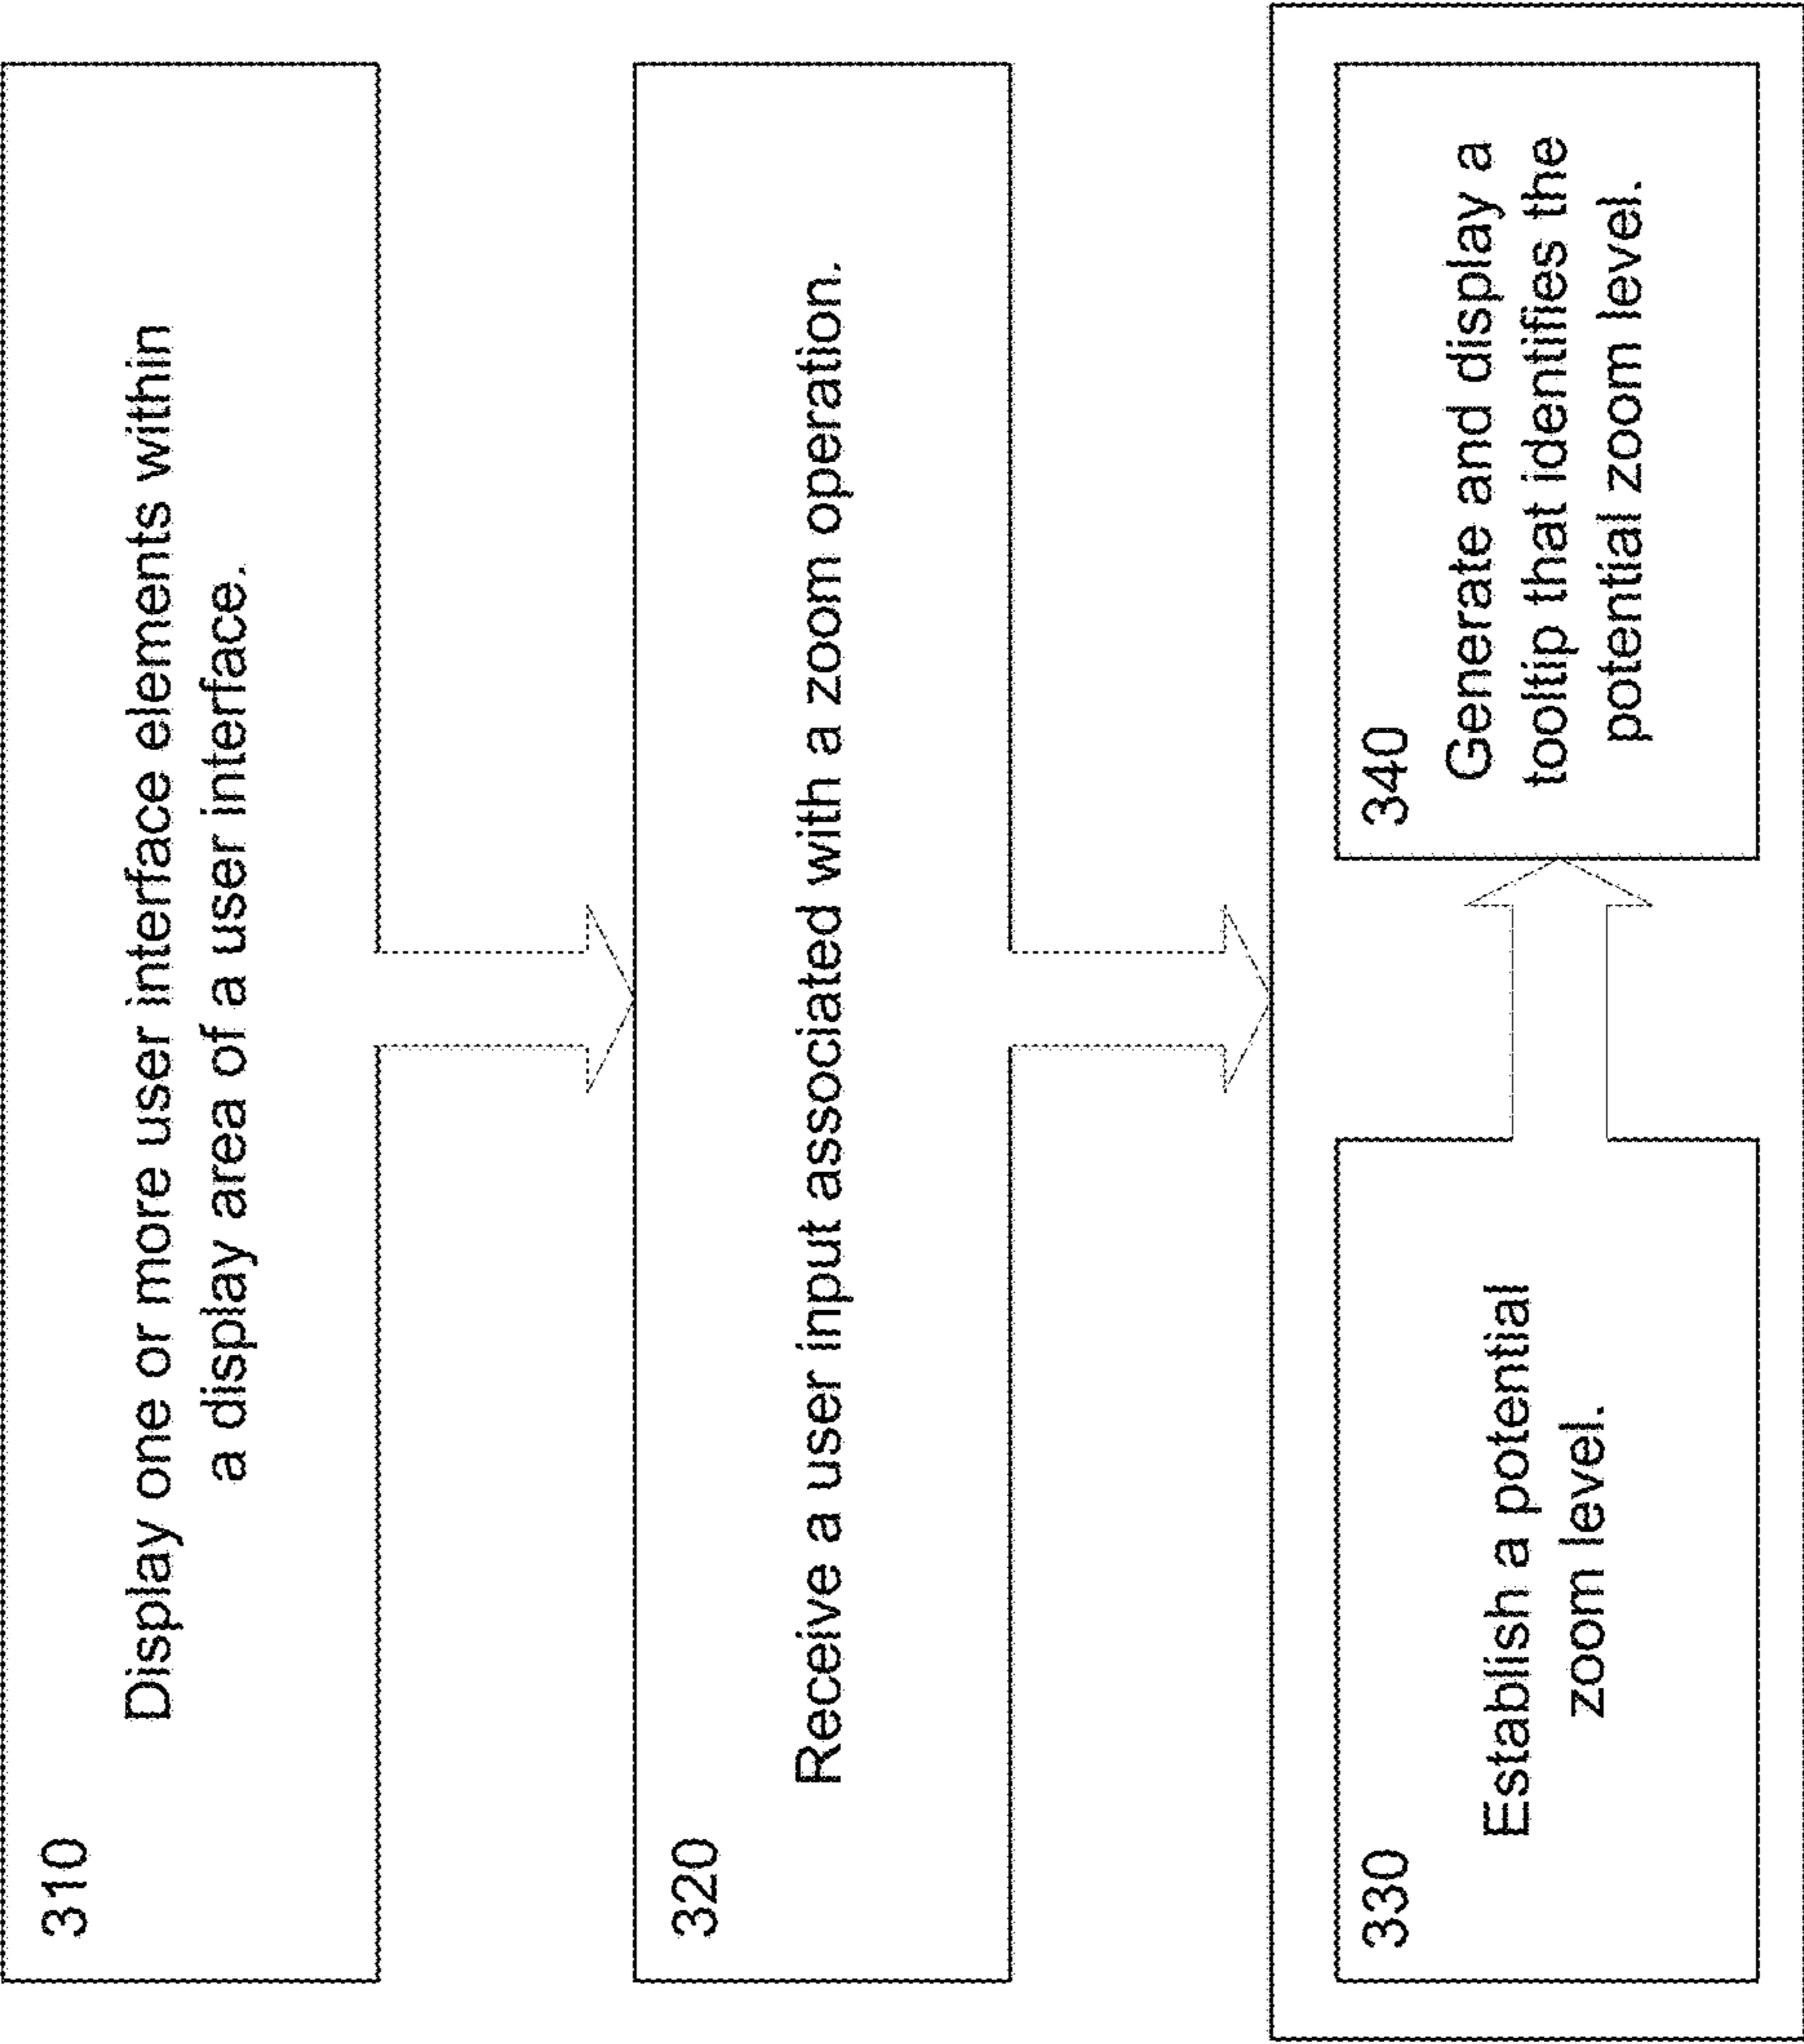 310
Display one or more user interface elements within
a display area of a user interface.
320
Receive a user input associated with a zoom operation.
330
Establish a potential
zoom level.
340
Generate and display a
tooltip that identifies the
potential zoom level.